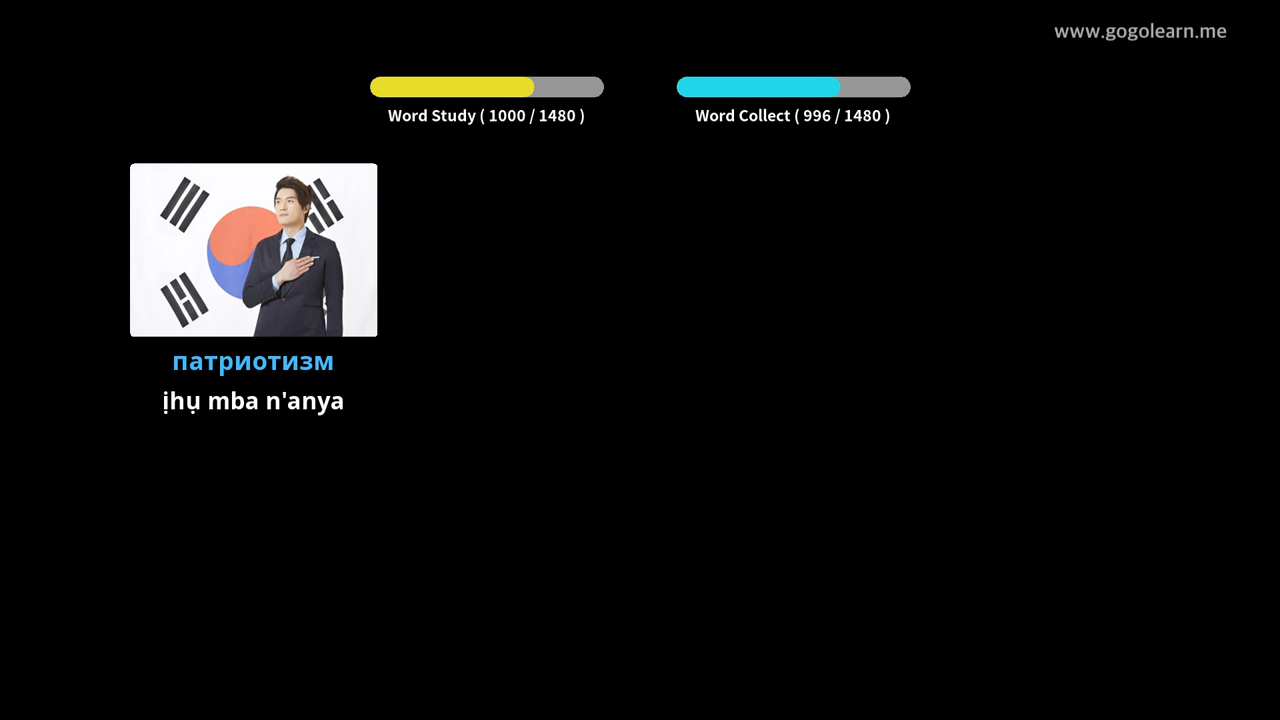 www.gogolearn.me
Word Study ( 1000 / 1480 )
Word Collect ( 996 / 1480 )
патриотизм
ịhụ mba n'anya